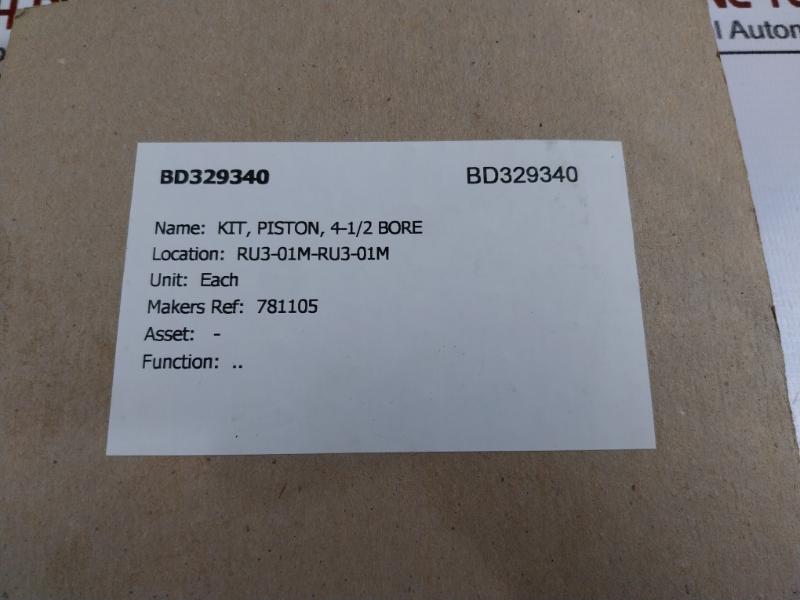 l Autom
BD329340 BD329340
Name: KIT, PISTON, 4-1/2 BORE
Location: RU3-01M-RU3-01M
Unit: Each
Makers Ref: 781105
Asset: -
Function: ..